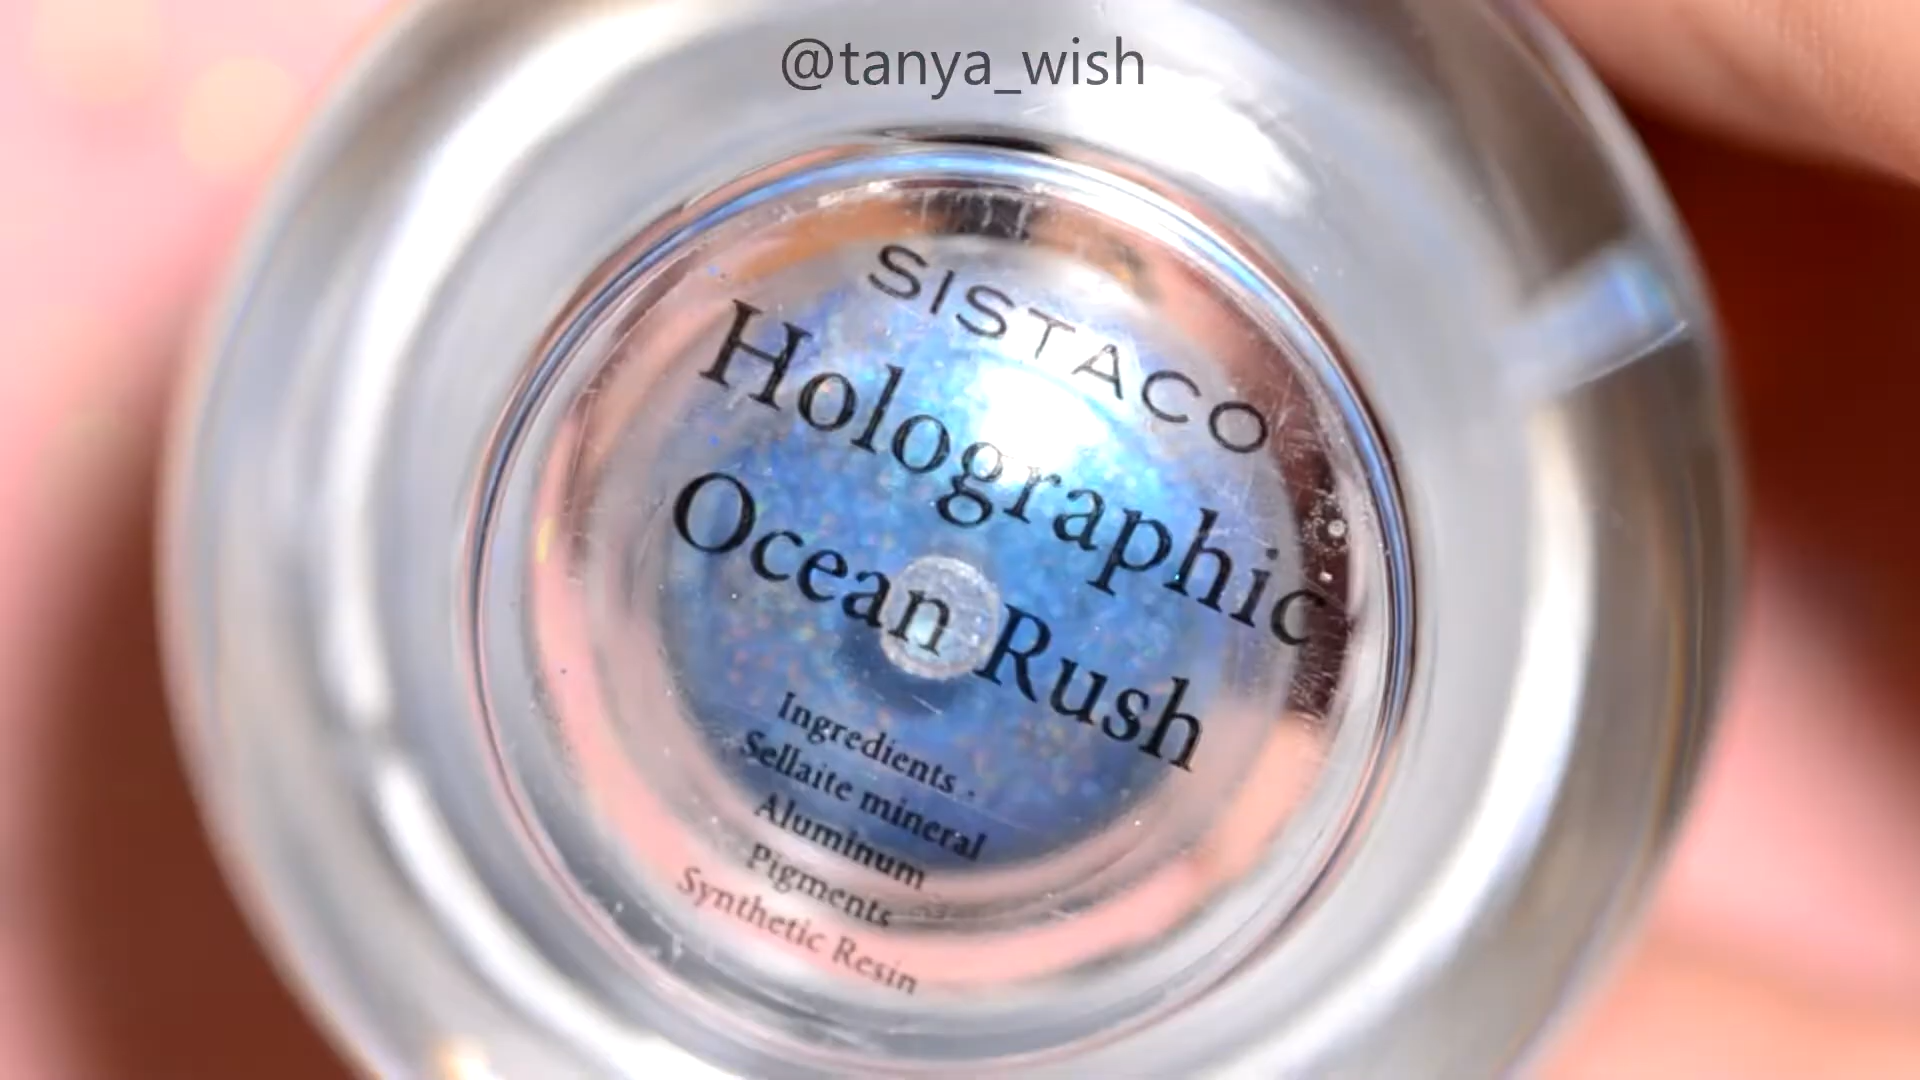 @tanya_wish
SISTACO
Holographic
Ocean Rush
Ingredients
Sellaite mineral
Aluminum
Pigments
Synthetic Resin